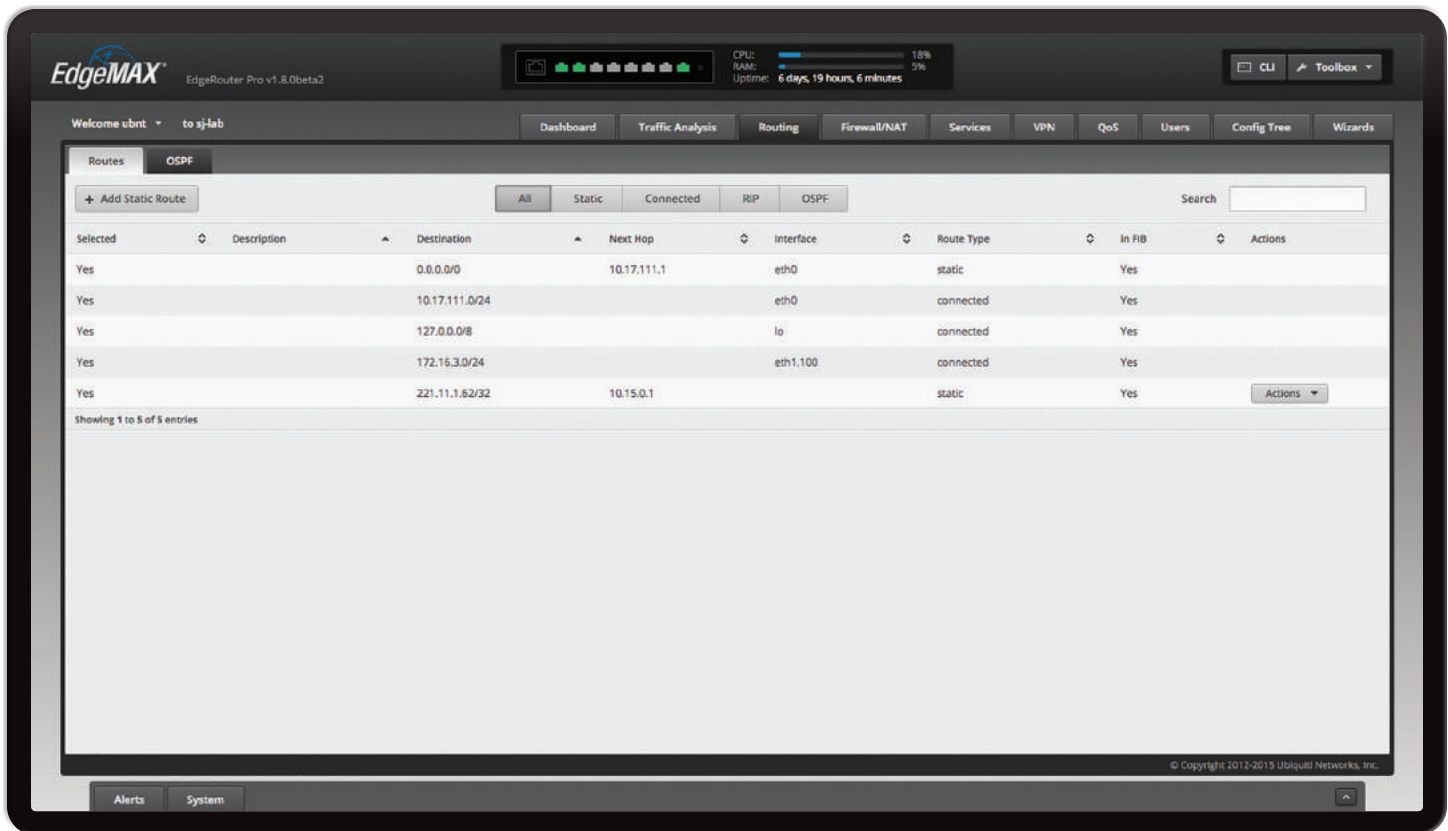 EdgeMAX EdgeRouter Pro v1.8.0beta2
CPU: 18%
RAM: 5%
Uptime: 6 days, 19 hours, 6 minutes
CLI Toolbox
Welcome ubnt to sj-lab
Dashboard Traffic Analysis Routing Firewall/NAT Services VPN QoS Users Config Tree Wizards
Routes OSPF
+ Add Static Route All Static Connected RIP OSPF Search
Selected Description Destination Next Hop Interface Route Type In FIB Actions
Yes 0.0.0.0/0 10.17.111.1 eth0 static Yes
Yes 10.17.111.0/24 eth0 connected Yes
Yes 127.0.0.0/8 lo connected Yes
Yes 172.16.3.0/24 eth1.100 connected Yes
Yes 221.11.1.62/32 10.15.0.1 static Yes Actions
Showing 1 to 5 of 5 entries
© Copyright 2012-2015 Ubiquiti Networks, Inc.
Alerts System